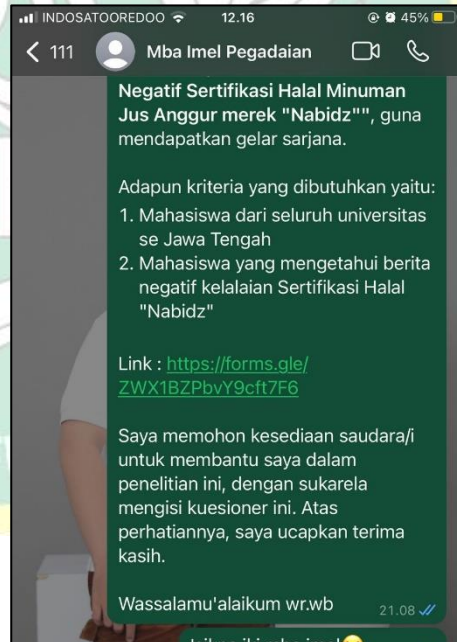 INDOSATOOREDOO 12.16 45%
111 Mba Imel Pegadaian
Negatif Sertifikasi Halal Minuman
Jus Anggur merek "Nabidz"", guna
mendapatkan gelar sarjana.
Adapun kriteria yang dibutuhkan yaitu:
1. Mahasiswa dari seluruh universitas
se Jawa Tengah
2. Mahasiswa yang mengetahui berita
negatif kelalaian Sertifikasi Halal
"Nabidz"
Link : https://forms.gle/
ZWX1BZPbvY9cft7F6
Saya memohon kesediaan saudara/i
untuk membantu saya dalam
penelitian ini, dengan sukarela
mengisi kuesioner ini. Atas
perhatiannya, saya ucapkan terima
kasih.
Wassalamu'alaikum wr.wb 21.08